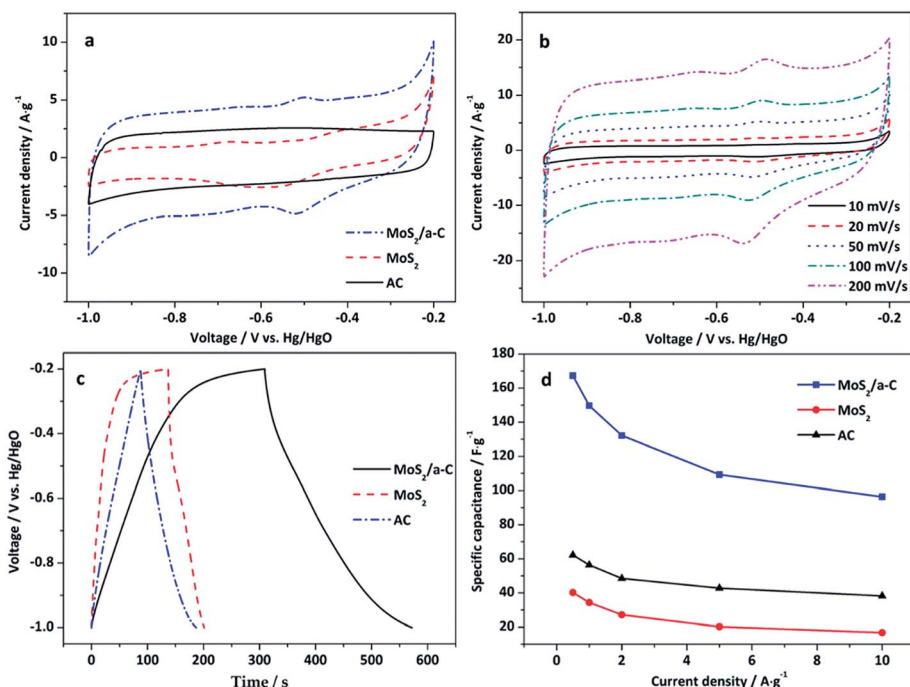 a
10
5
0
-5
-10
Current density / A·g-1
MoS2/a-C
MoS2
AC
-1.0
-0.8
-0.6
-0.4
-0.2
Voltage / V vs. Hg/HgO
b
20
10
0
-10
-20
Current density / A·g-1
10 mV/s
20 mV/s
50 mV/s
100 mV/s
200 mV/s
-1.0
-0.8
-0.6
-0.4
-0.2
Voltage / V vs. Hg/HgO
c
-0.2
-0.4
-0.6
-0.8
-1.0
Voltage / V vs. Hg/HgO
MoS2/a-C
MoS2
AC
0
100
200
300
400
500
600
Time / s
d
180
160
140
120
100
80
60
40
20
Specific capacitance / F·g-1
MoS2/a-C
MoS2
AC
0
2
4
6
8
10
Current density / A·g-1